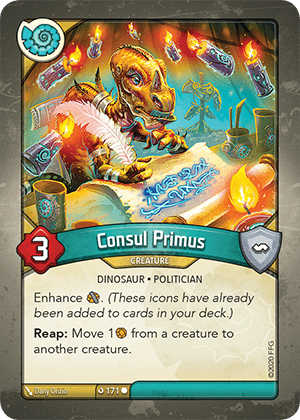 Consul Primus
CREATURE
3
DINOSAUR • POLITICIAN
Enhance. (These icons have already
been added to cards in your deck.)
Reap: Move 1 from a creature to
another creature.
Dany Orizio
171
©2020 FFG